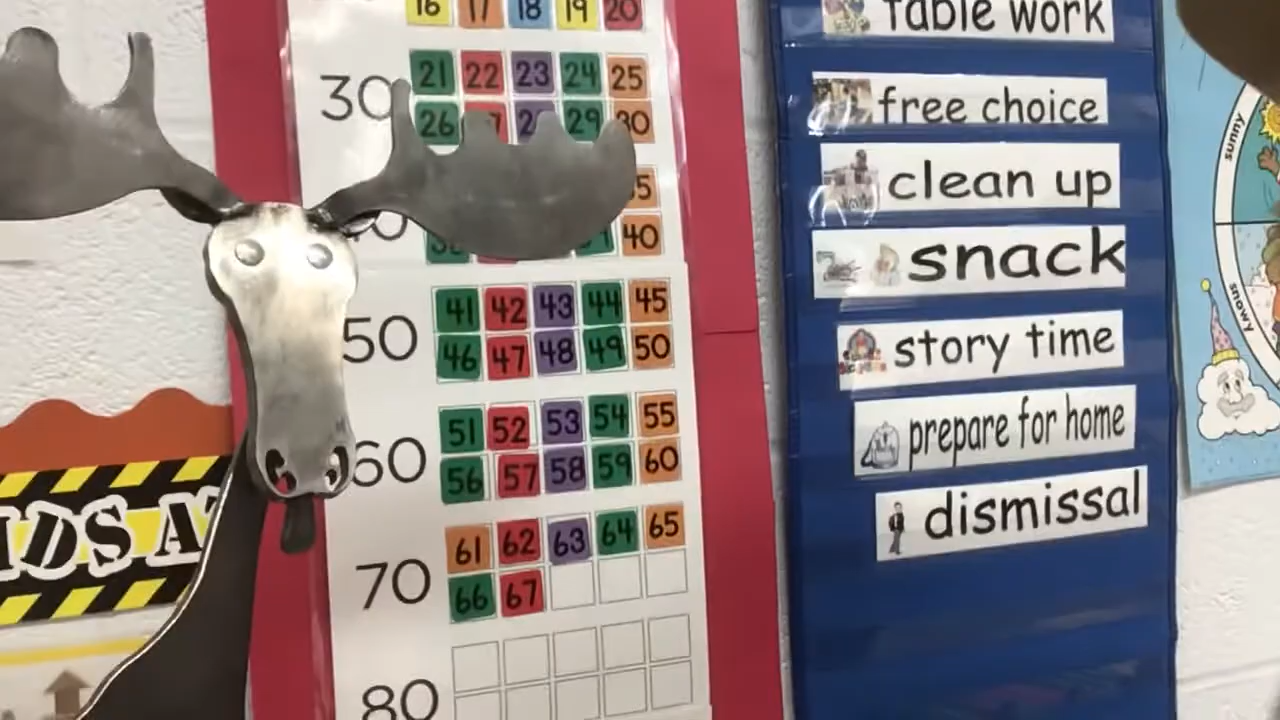 16 17 18 19 20
30 21 22 23 24 25
26 29 30
40
50 41 42 43 44 45
46 47 48 49 50
60 51 52 53 54 55
56 57 58 59 60
61 62 63 64 65
70
66 67
80
table work
free choice
clean up
snack
story time
prepare for home
dismissal
sunny
snowy